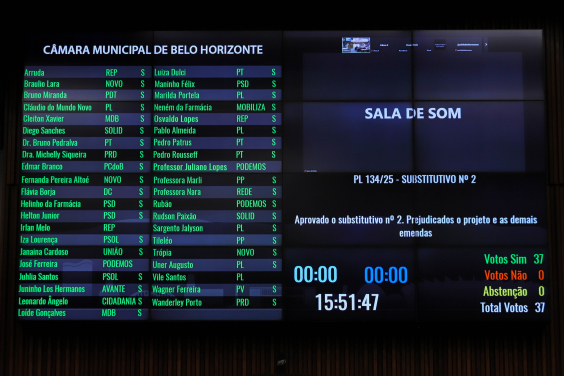 CÂMARA MUNICIPAL DE BELO HORIZONTE
Arruda REP S
Braulio Lara NOVO S
Bruno Miranda PDT S
Cláudio do Mundo Novo PL S
Cleiton Xavier MDB S
Diego Sanches SOLID S
Dr. Bruno Pedralva PT S
Dra. Michelly Siqueira PRD S
Edmar Branco PCdoB S
Fernanda Pereira Altoé NOVO S
Flávia Borja DC S
Helinho da Farmácia PSD S
Helton Junior PSD S
Irlan Melo REP
Iza Lourença PSOL S
Janaina Cardoso UNIÃO S
José Ferreira PODEMOS
Juhlia Santos PSOL S
Juninho Los Hermanos AVANTE S
Leonardo Ângelo CIDADANIA S
Loíde Gonçalves MDB S
Luiza Dulci PT S
Maninho Félix PSD S
Marilda Portela PL S
Neném da Farmácia MOBILIZA S
Osvaldo Lopes REP S
Pablo Almeida PL S
Pedro Patrus PT S
Pedro Rousseff PT S
Professor Juliano Lopes PODEMOS
Professora Marli PP S
Professora Nara REDE S
Rubão PODEMOS S
Rudson Paixão SOLID S
Sargento Jalyson PL S
Tileléo PP S
Trópia NOVO S
Uner Augusto PL S
Vile Santos PL
Wagner Ferreira PV S
Wanderley Porto PRD S
SALA DE SOM
PL 134/25 - SUBSTITUTIVO Nº 2
Aprovado o substitutivo nº 2. Prejudicados o projeto e as demais
emendas
00:00 00:00
15:51:47
Votos Sim 37
Votos Não 0
Abstenção 0
Total Votos 37